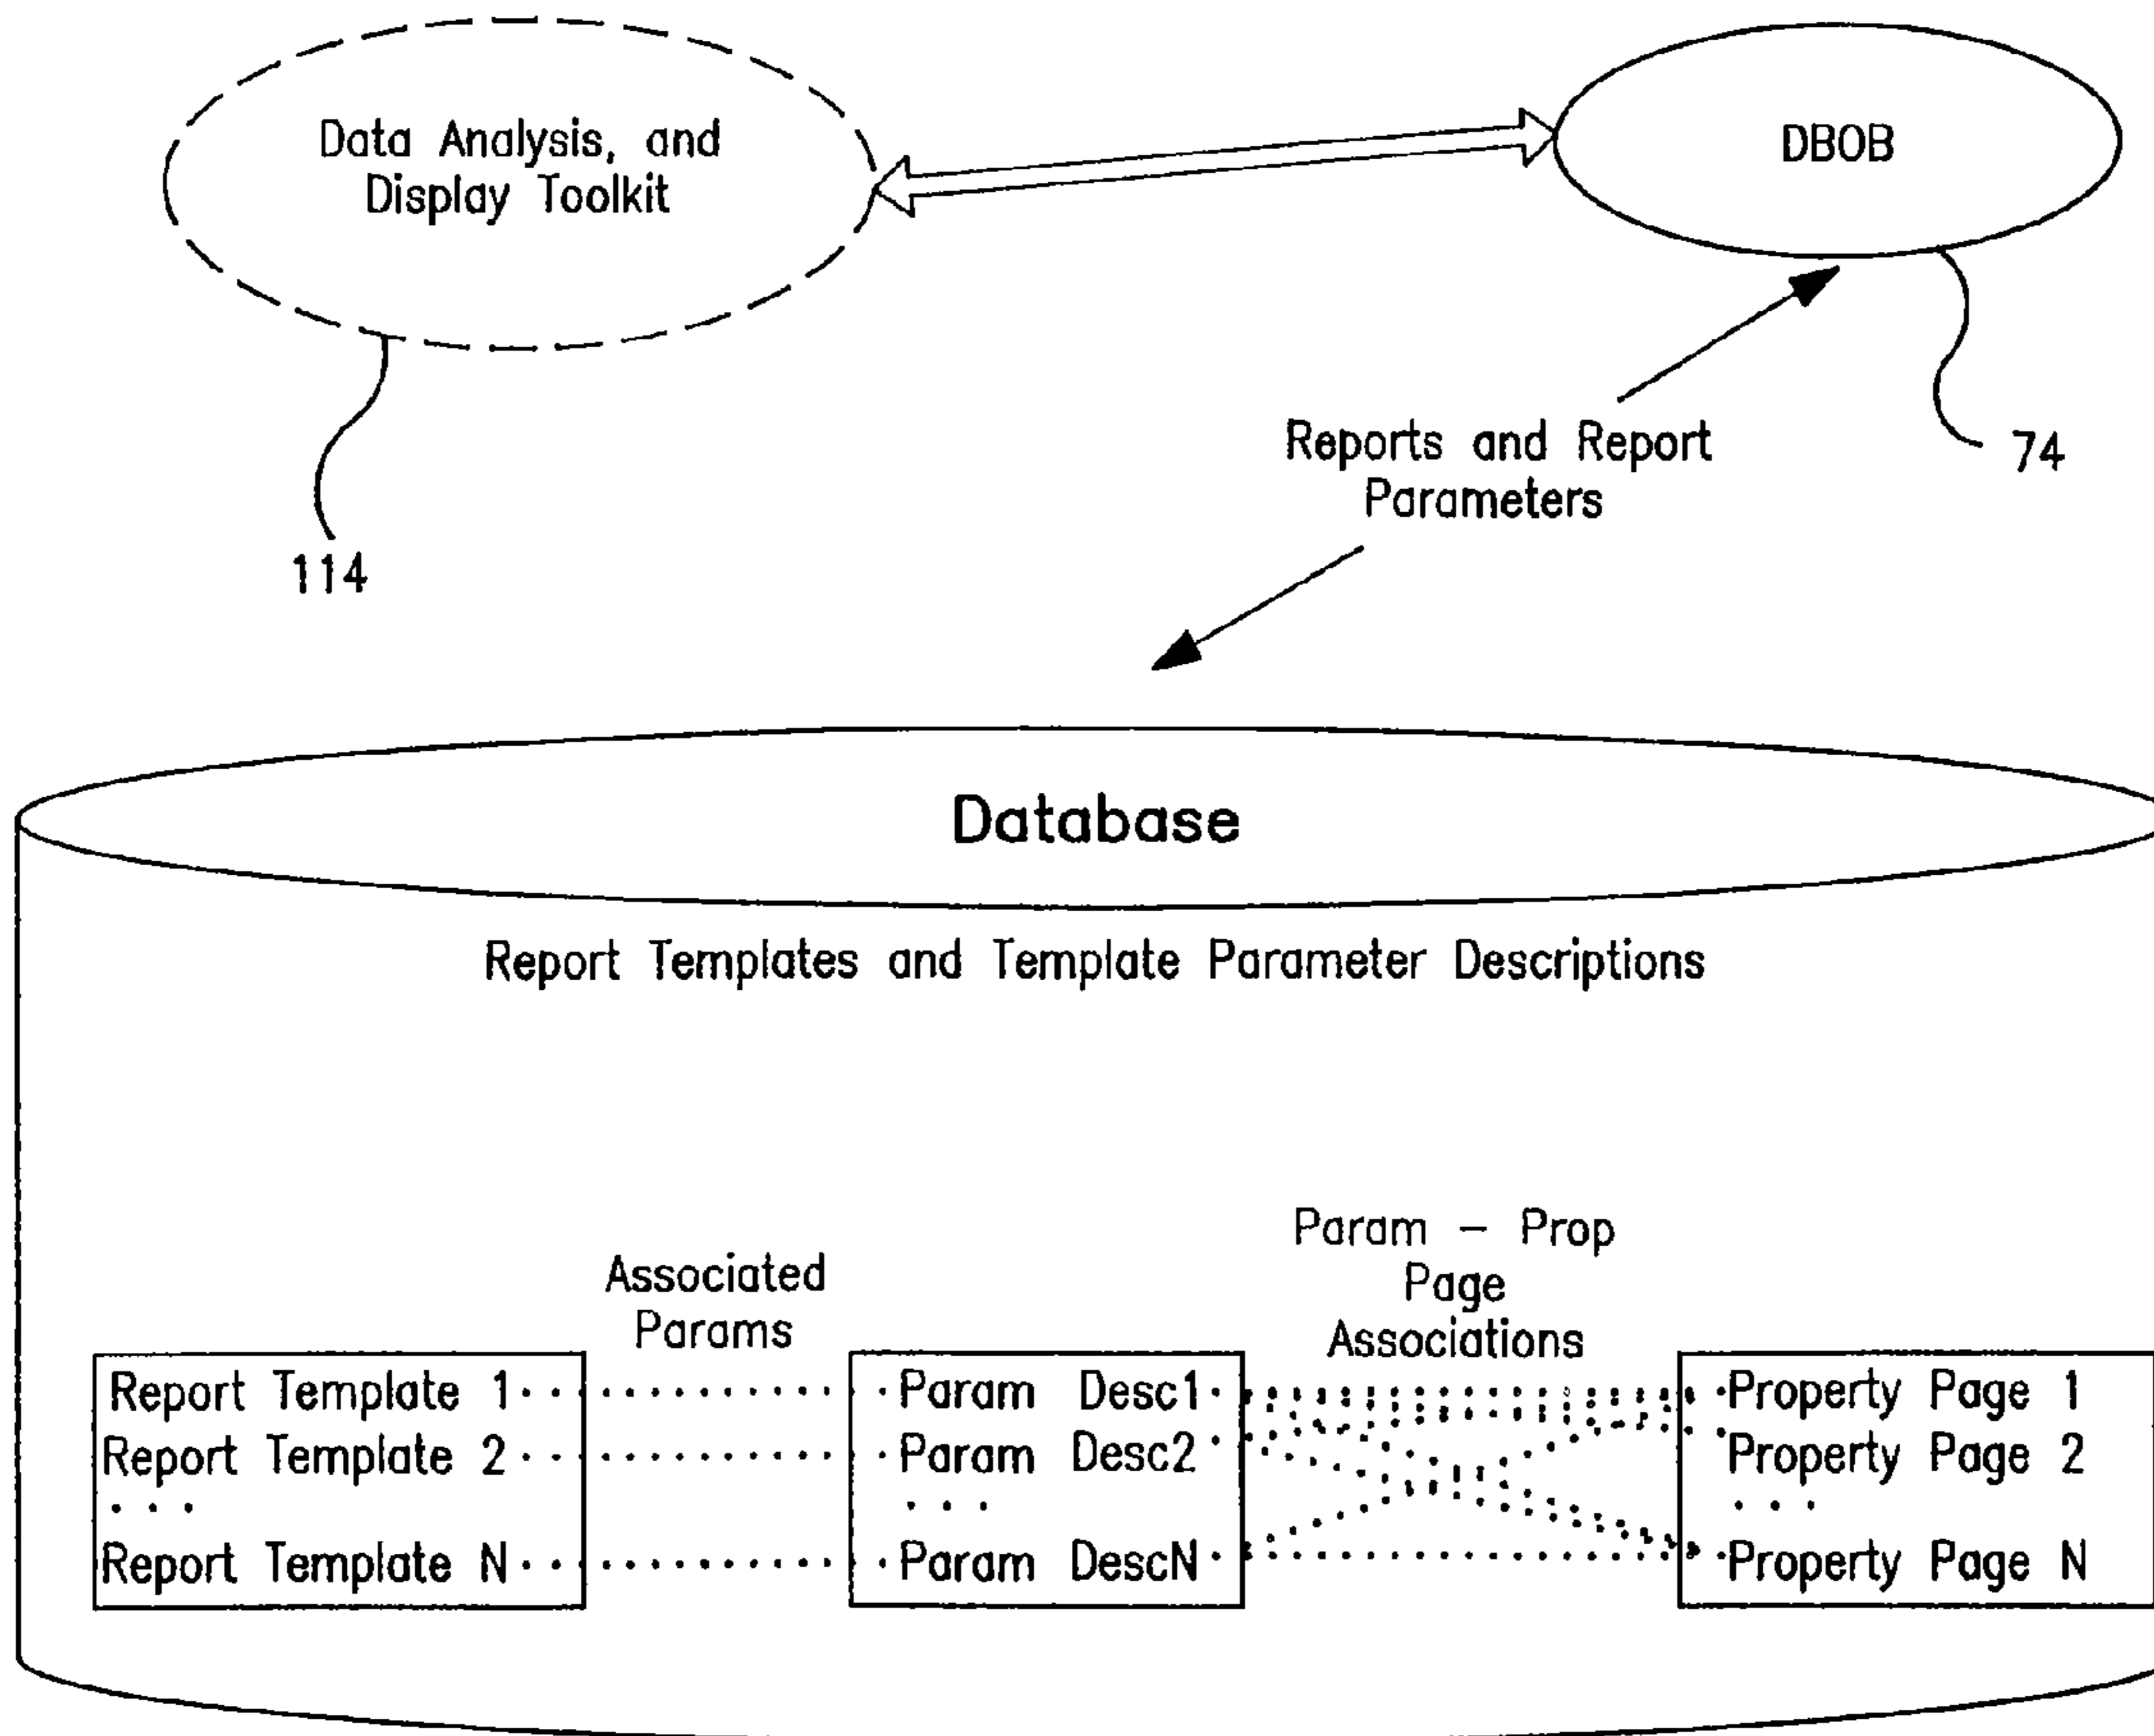 Data Analysis, and
Display Toolkit
DBOB
Reports and Report
Parameters
74
114
Database
Report Templates and Template Parameter Descriptions
Associated
Params
Param – Prop
Page
Associations
Report Template 1
Report Template 2
. . .
Report Template N
Param Desc1
Param Desc2
. . .
Param DescN
Property Page 1
Property Page 2
. . .
Property Page N